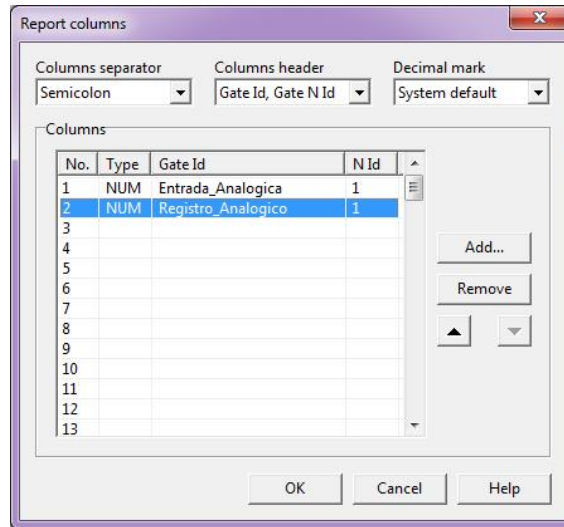 Report columns
Columns separator Columns header Decimal mark
Semicolon Gate Id, Gate N Id System default
Columns
No. Type Gate Id N Id
1 NUM Entrada_Analogica 1
2 NUM Registro_Analogico 1
3
4
5
6
7
8
9
10
11
12
13
Add...
Remove
OK Cancel Help